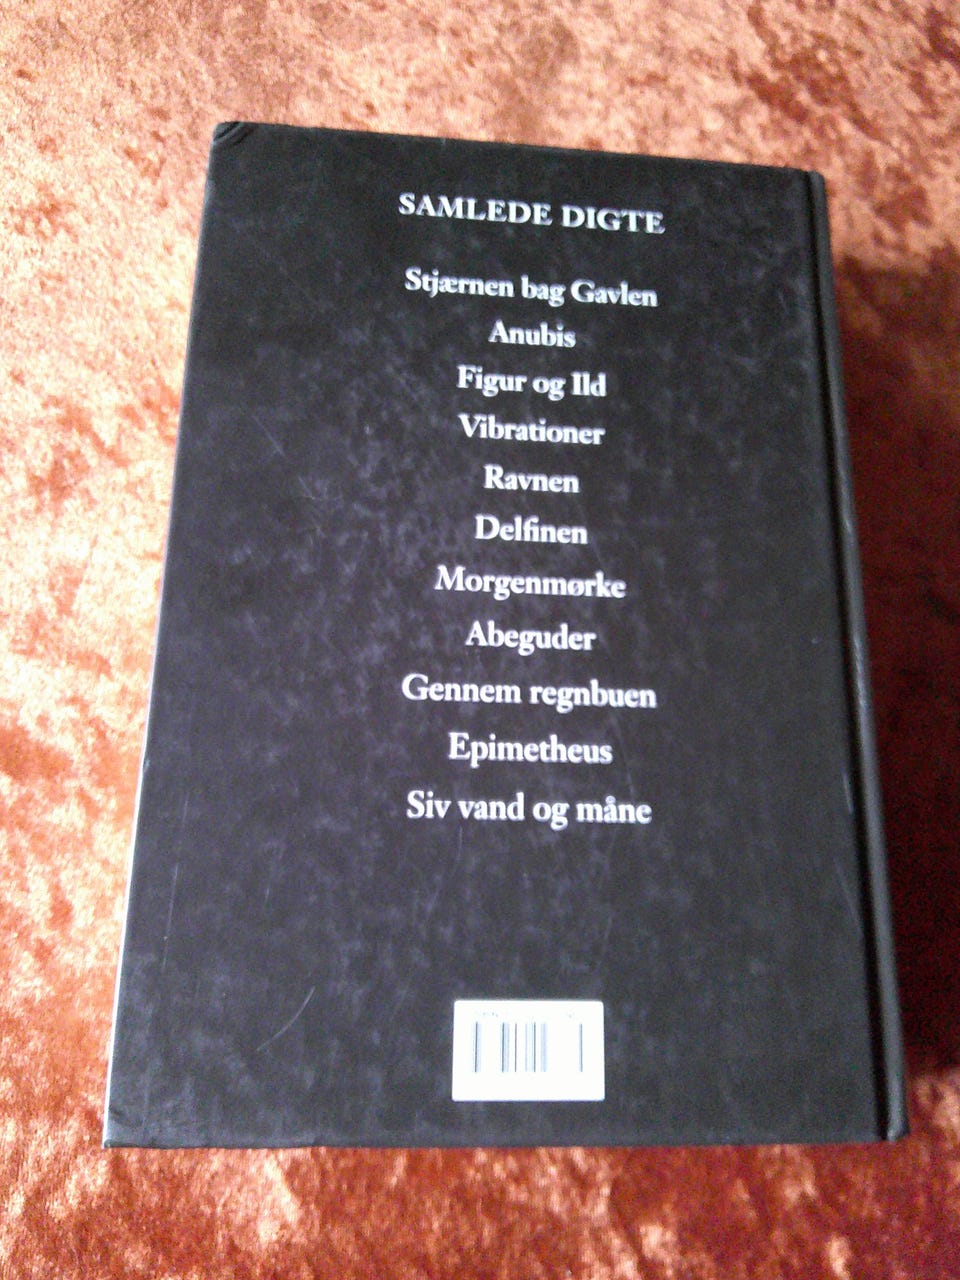 SAMLEDE DIGTE
Stjærnen bag Gavlen
Anubis
Figur og Ild
Vibrationer
Ravnen
Delfinen
Morgenmørke
Abeguder
Gennem regnbuen
Epimetheus
Siv vand og måne